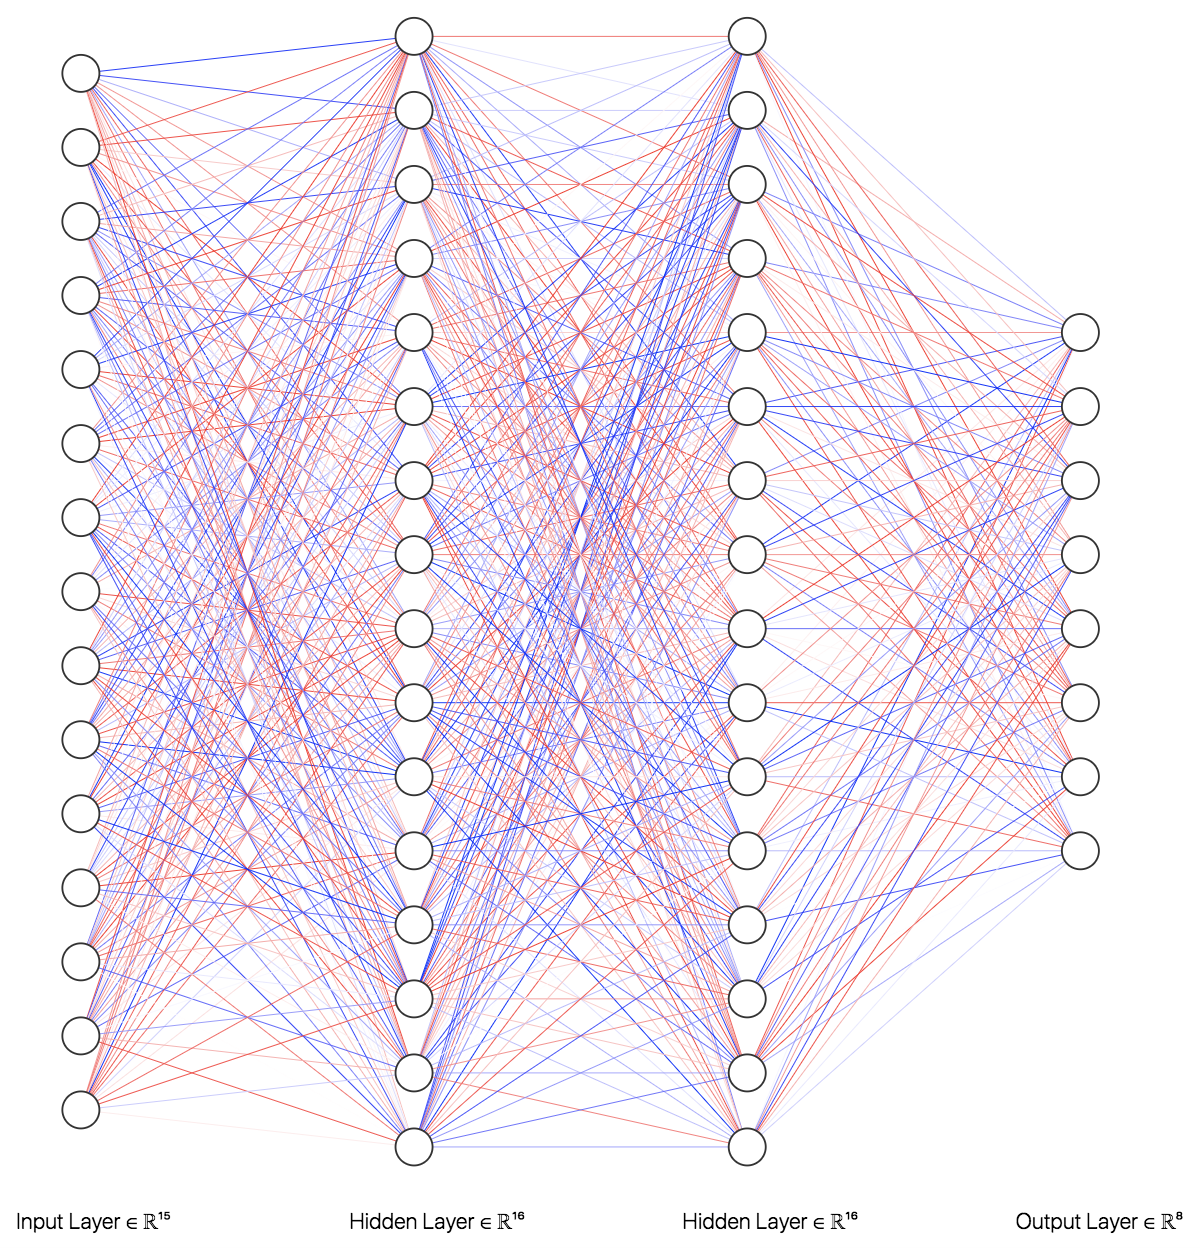 Input Layer ∈ ℝ¹⁵
Hidden Layer ∈ ℝ¹⁶
Hidden Layer ∈ ℝ¹⁶
Output Layer ∈ ℝ⁸